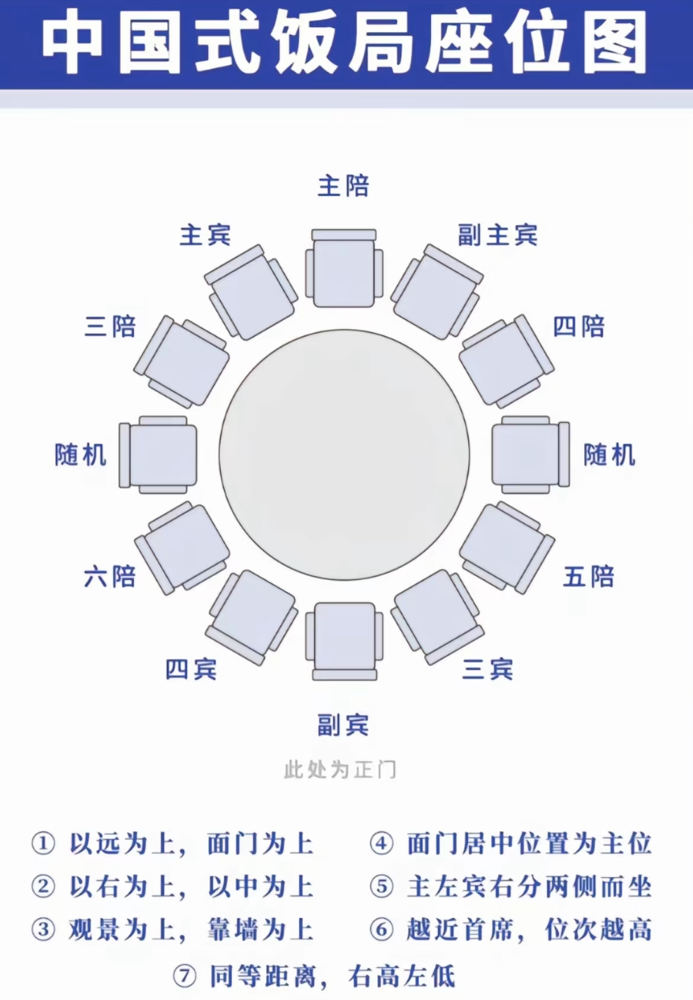 中国式饭局座位图
主陪
主宾
副主宾
三陪
四陪
随机
随机
六陪
五陪
四宾
三宾
副宾
此处为正门
① 以远为上，面门为上
④ 面门居中位置为主位
② 以右为上，以中为上
⑤ 主左宾右分两侧而坐
③ 观景为上，靠墙为上
⑥ 越近首席，位次越高
⑦ 同等距离，右高左低